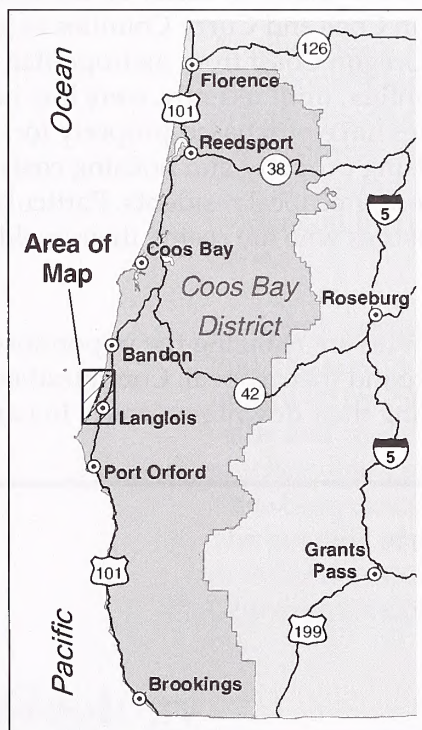 126
Florence
Ocean
101
Reedsport
38
5
Area of
Map
Coos Bay
Coos Bay
District
Roseburg
Bandon
42
Langlois
5
Port Orford
Grants
Pass
101
199
Pacific
Brookings